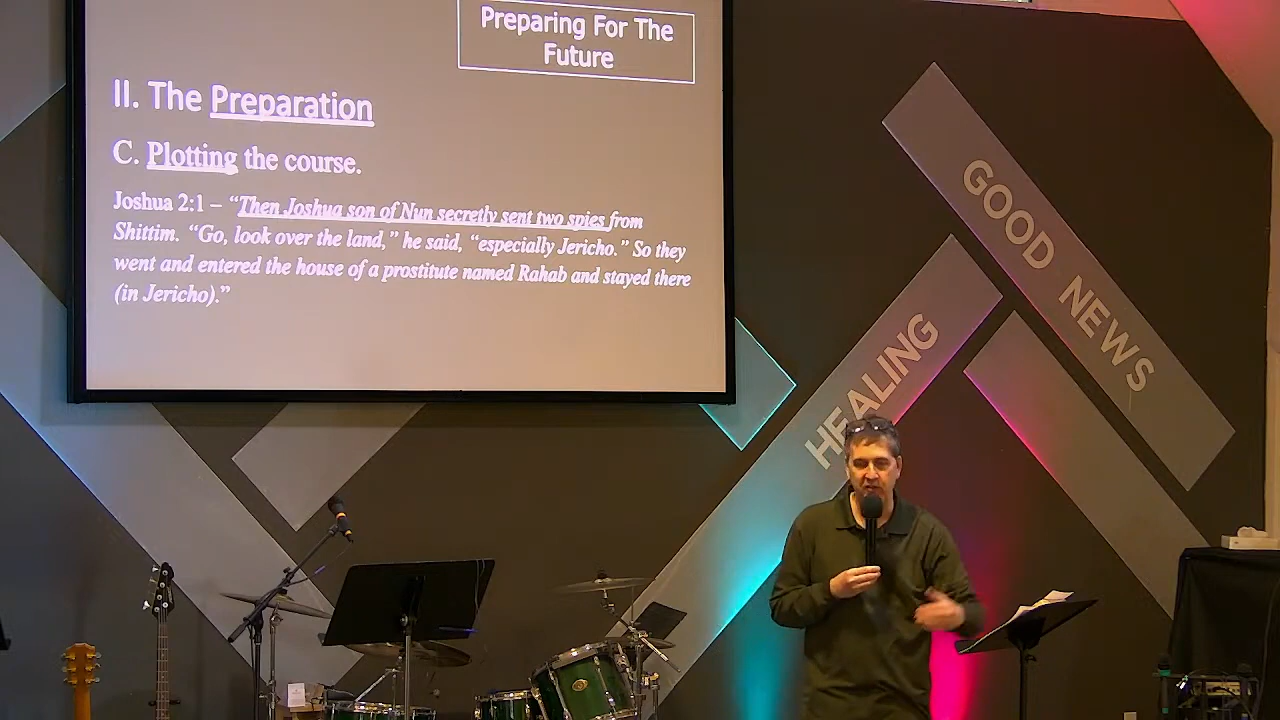 Preparing For The
Future
II. The Preparation
C. Plotting the course.
Joshua 2:1 – “Then Joshua son of Nun secretly sent two spies from
Shittim. “Go, look over the land,” he said, “especially Jericho.” So they
went and entered the house of a prostitute named Rahab and stayed there
(in Jericho).”
GOOD NEWS
HEALING